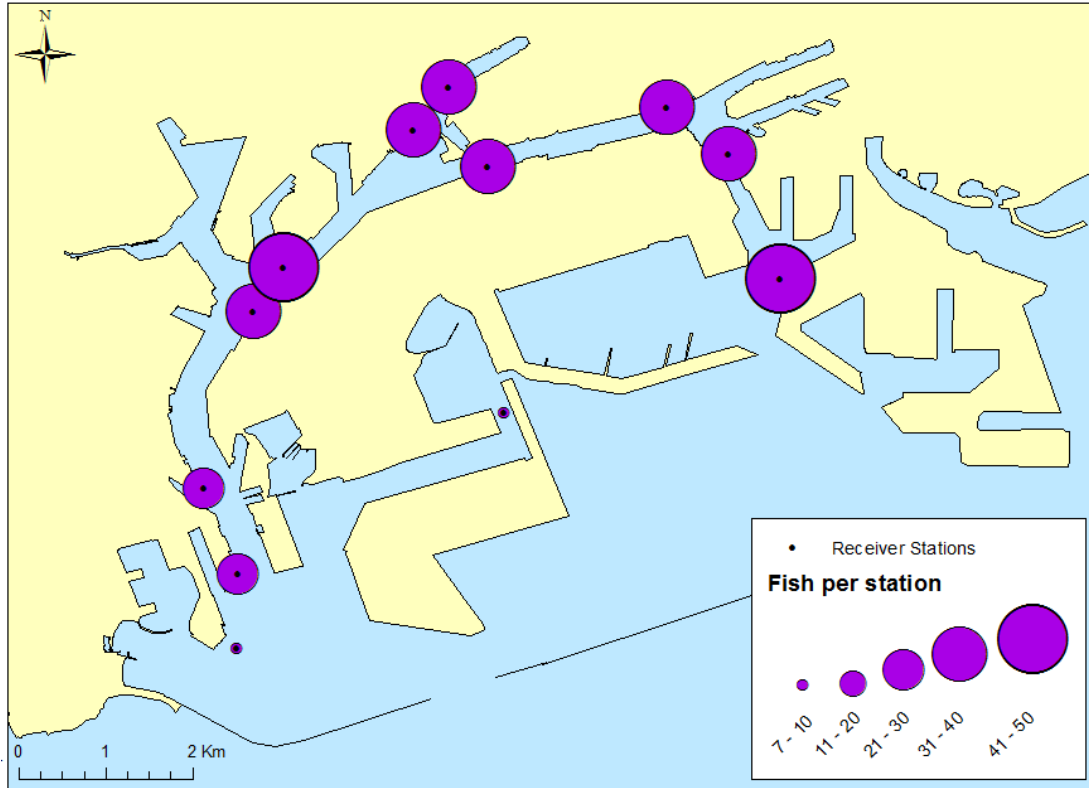 N
Receiver Stations
Fish per station
7 - 10
11 - 20
21 - 30
31 - 40
41 - 50
0 1 2 Km